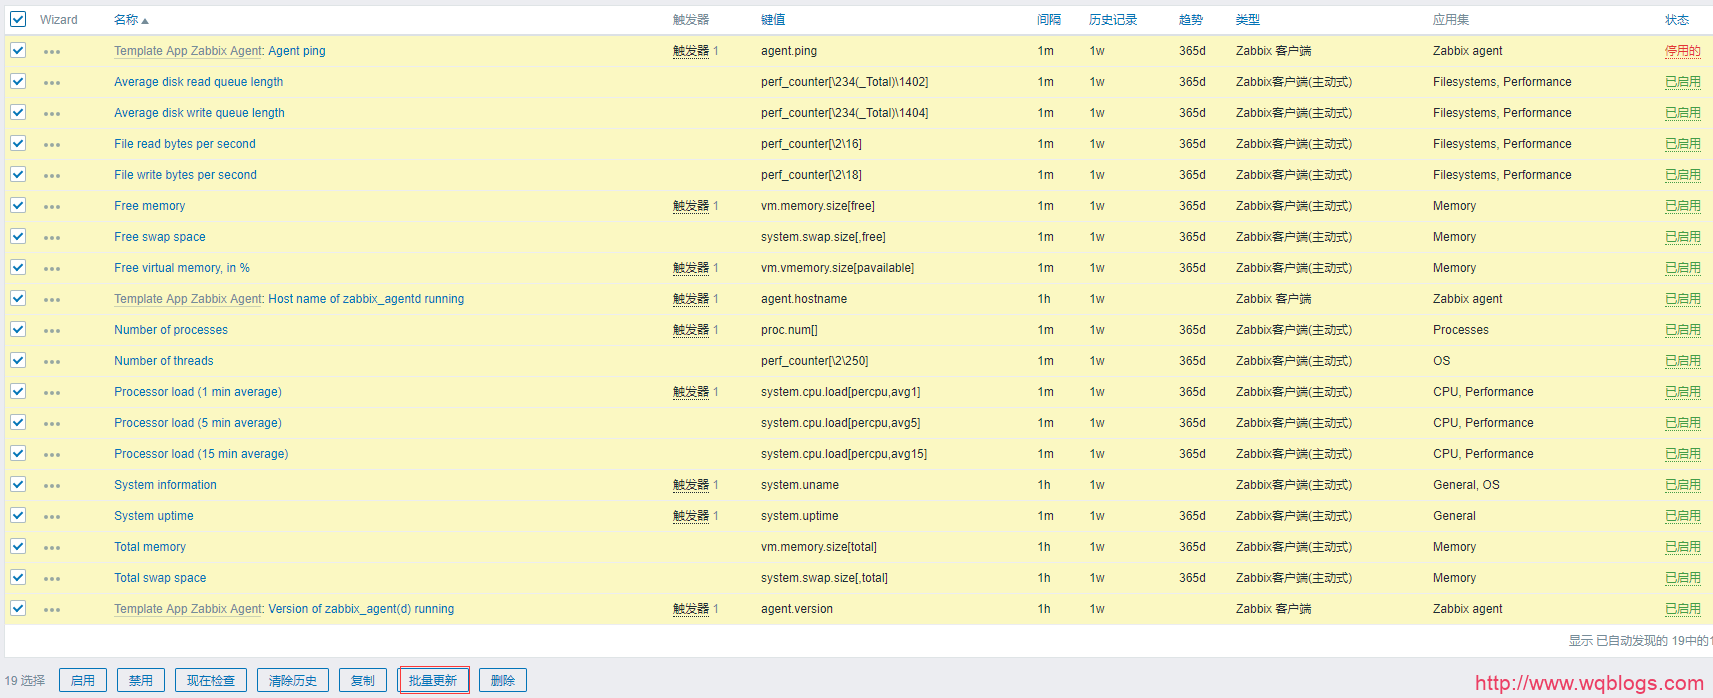 Wizard 名称 触发器 键值 间隔 历史记录 趋势 类型 应用集 状态
Template App Zabbix Agent: Agent ping 触发器 1 agent.ping 1m 1w 365d Zabbix 客户端 Zabbix agent 停用的
Average disk read queue length perf_counter[\234(_Total)\1402] 1m 1w 365d Zabbix客户端(主动式) Filesystems, Performance 已启用
Average disk write queue length perf_counter[\234(_Total)\1404] 1m 1w 365d Zabbix客户端(主动式) Filesystems, Performance 已启用
File read bytes per second perf_counter[\2\16] 1m 1w 365d Zabbix客户端(主动式) Filesystems, Performance 已启用
File write bytes per second perf_counter[\2\18] 1m 1w 365d Zabbix客户端(主动式) Filesystems, Performance 已启用
Free memory 触发器 1 vm.memory.size[free] 1m 1w 365d Zabbix客户端(主动式) Memory 已启用
Free swap space system.swap.size[,free] 1m 1w 365d Zabbix客户端(主动式) Memory 已启用
Free virtual memory, in % 触发器 1 vm.vmemory.size[pavailable] 1m 1w 365d Zabbix客户端(主动式) Memory 已启用
Template App Zabbix Agent: Host name of zabbix_agentd running 触发器 1 agent.hostname 1h 1w Zabbix 客户端 Zabbix agent 已启用
Number of processes 触发器 1 proc.num[] 1m 1w 365d Zabbix客户端(主动式) Processes 已启用
Number of threads perf_counter[\2\250] 1m 1w 365d Zabbix客户端(主动式) OS 已启用
Processor load (1 min average) 触发器 1 system.cpu.load[percpu,avg1] 1m 1w 365d Zabbix客户端(主动式) CPU, Performance 已启用
Processor load (5 min average) system.cpu.load[percpu,avg5] 1m 1w 365d Zabbix客户端(主动式) CPU, Performance 已启用
Processor load (15 min average) system.cpu.load[percpu,avg15] 1m 1w 365d Zabbix客户端(主动式) CPU, Performance 已启用
System information 触发器 1 system.uname 1h 1w Zabbix客户端(主动式) General, OS 已启用
System uptime 触发器 1 system.uptime 1m 1w 365d Zabbix客户端(主动式) General 已启用
Total memory vm.memory.size[total] 1h 1w 365d Zabbix客户端(主动式) Memory 已启用
Total swap space system.swap.size[,total] 1h 1w 365d Zabbix客户端(主动式) Memory 已启用
Template App Zabbix Agent: Version of zabbix_agent(d) running 触发器 1 agent.version 1h 1w Zabbix 客户端 Zabbix agent 已启用
显示 已自动发现的 19中的1
19 选择 启用 禁用 现在检查 清除历史 复制 批量更新 删除
http://www.wqblogs.com